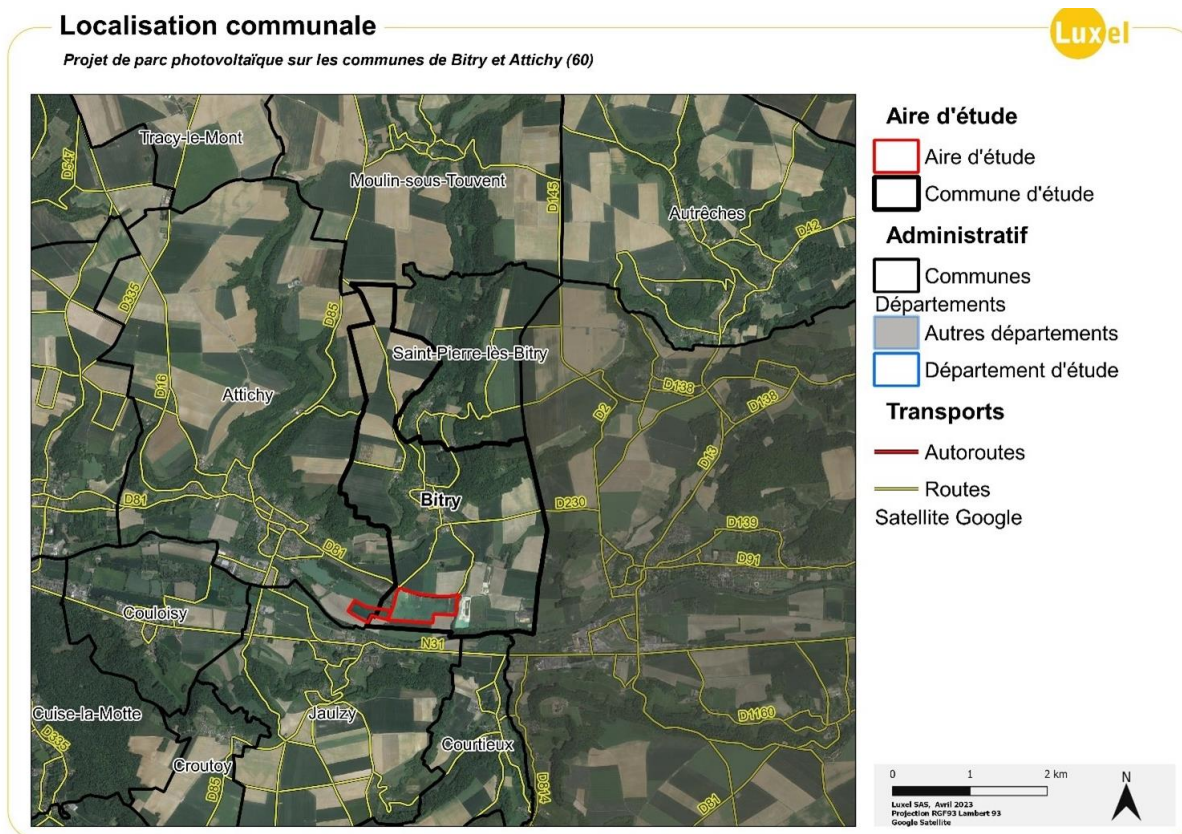 Localisation communale
Luxel
Projet de parc photovoltaïque sur les communes de Bitry et Attichy (60)
Tracy-le-Mont
D547
Moulin-sous-Touvent
D145
Autrêches
D42
D335
D85
Saint-Pierre-lès-Bitry
Attichy
D16
D138
D138
D2
D13
Bitry
D81
D230
D139
D81
D91
Couloisy
N31
Cuise-la-Motte
D335
Jaulzy
Courtieux
D1160
Croutoy
D85
D814
D81
Aire d'étude
Aire d'étude
Commune d'étude
Administratif
Communes
Départements
Autres départements
Département d'étude
Transports
Autoroutes
Routes
Satellite Google
0 1 2 km
N
Luxel SAS, Avril 2023
Projection RGF93 Lambert 93
Google Satellite